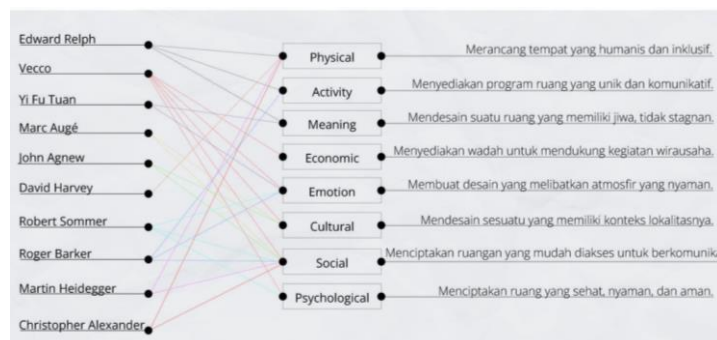 Edward Relph
Vecco
Yi Fu Tuan
Marc Augé
John Agnew
David Harvey
Robert Sommer
Roger Barker
Martin Heidegger
Christopher Alexander
Physical
Activity
Meaning
Economic
Emotion
Cultural
Social
Psychological
Merancang tempat yang humanis dan inklusif.
Menyediakan program ruang yang unik dan komunikatif.
Mendesain suatu ruang yang memiliki jiwa, tidak stagnan.
Menyediakan wadah untuk mendukung kegiatan wirausaha.
Membuat desain yang melibatkan atmosfir yang nyaman.
Mendesain sesuatu yang memiliki konteks lokalitasnya.
Menciptakan ruangan yang mudah diakses untuk berkomunika
Menciptakan ruang yang sehat, nyaman, dan aman.